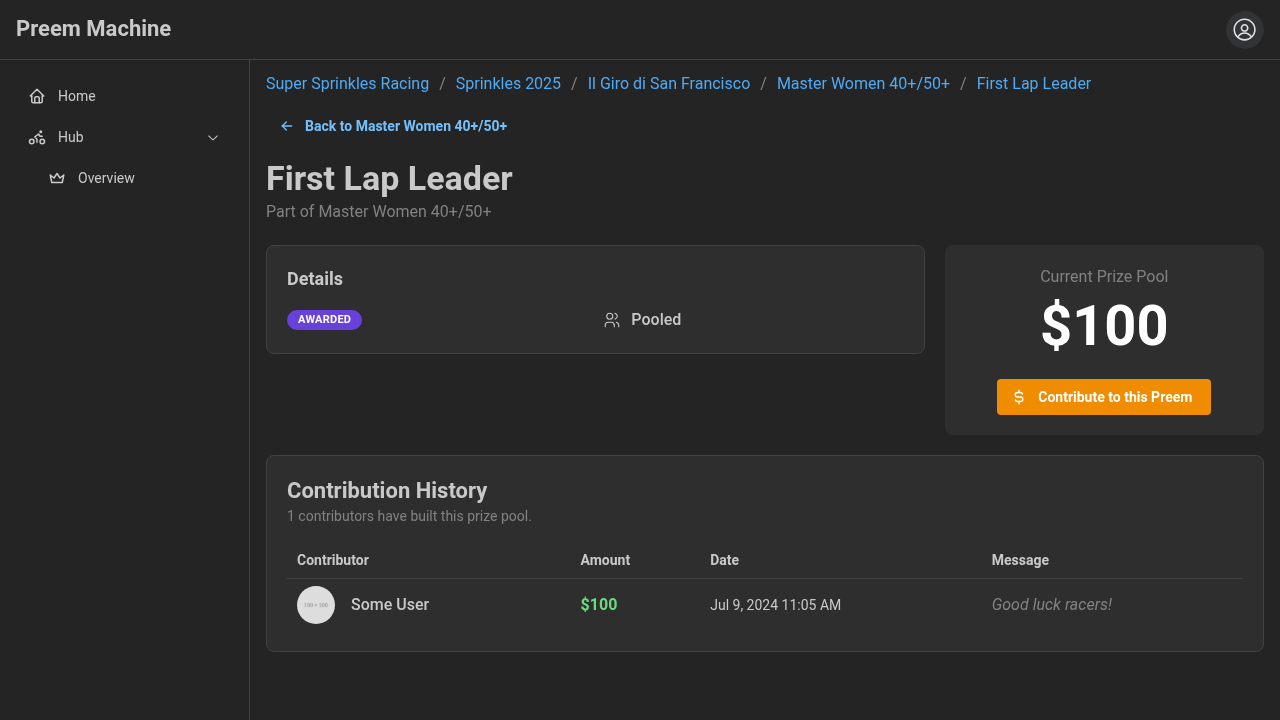 Preem Machine
Home
Hub
Overview
Super Sprinkles Racing / Sprinkles 2025 / Il Giro di San Francisco / Master Women 40+/50+ / First Lap Leader
Back to Master Women 40+/50+
First Lap Leader
Part of Master Women 40+/50+
Details
AWARDED
Pooled
Current Prize Pool
$100
$ Contribute to this Preem
Contribution History
1 contributors have built this prize pool.
Contributor Amount Date Message
100 × 100 Some User $100 Jul 9, 2024 11:05 AM Good luck racers!